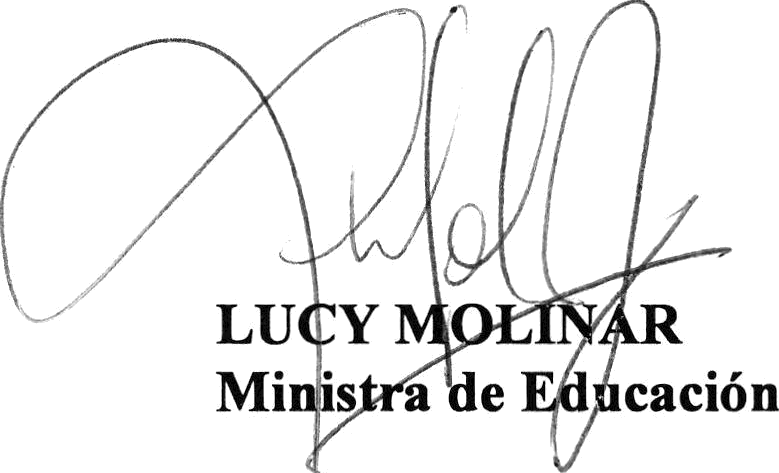 LUCY MOLINAR
Ministra de Educación